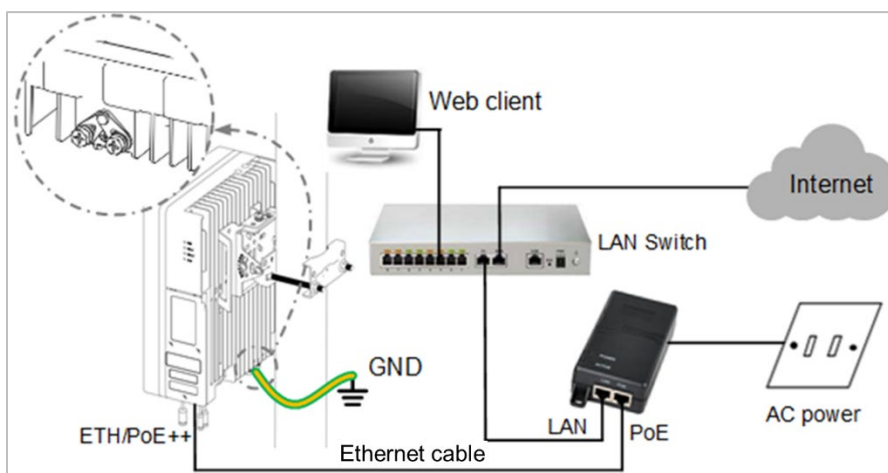 Web client
Internet
LAN Switch
GND
AC power
LAN
PoE
ETH/PoE++
Ethernet cable